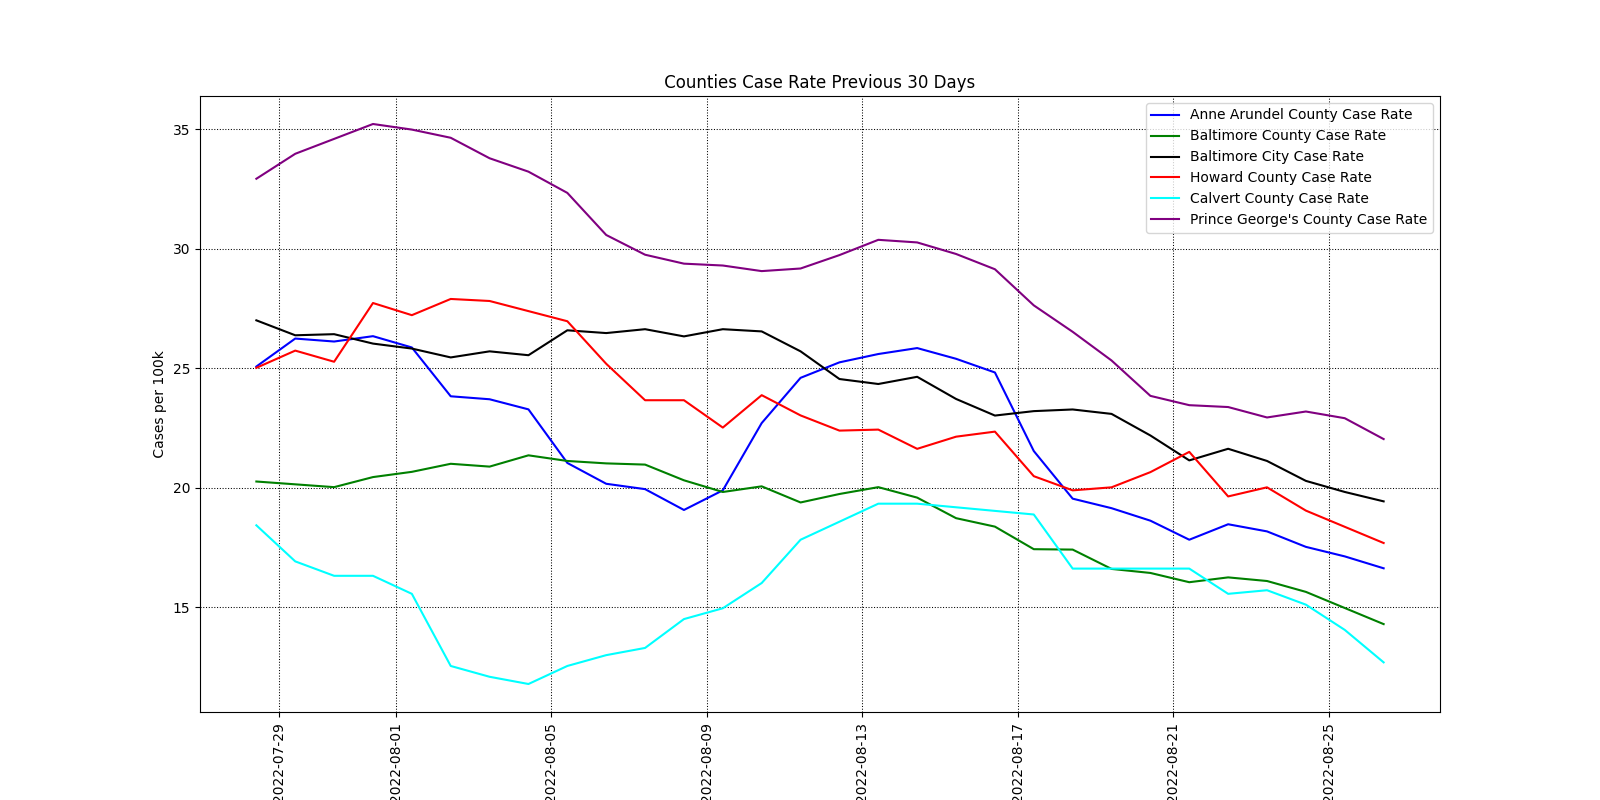 Counties Case Rate Previous 30 Days
Anne Arundel County Case Rate
Baltimore County Case Rate
Baltimore City Case Rate
Howard County Case Rate
Calvert County Case Rate
Prince George's County Case Rate
Cases per 100k
35
30
25
20
15
2022-07-29
2022-08-01
2022-08-05
2022-08-09
2022-08-13
2022-08-17
2022-08-21
2022-08-25